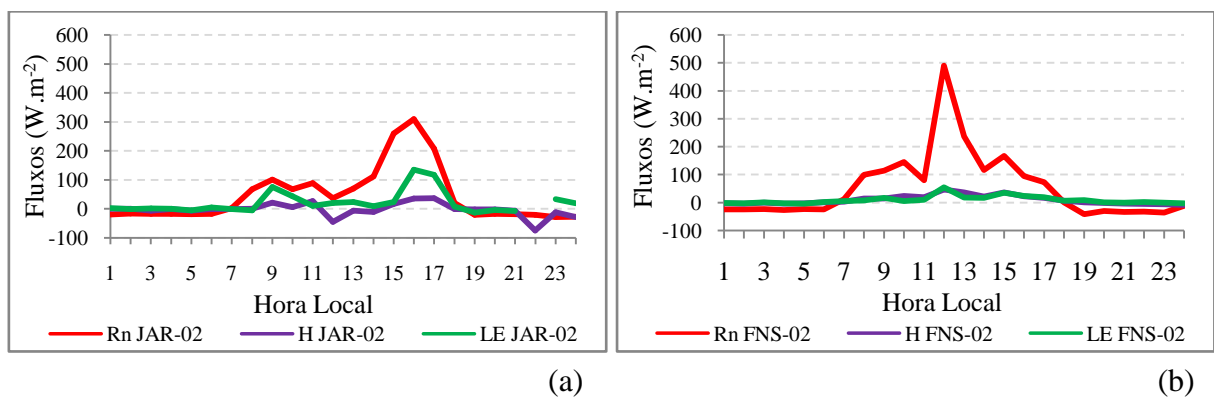 600
500
400
300
200
100
0
-100
Fluxos (W.m-2)
1 3 5 7 9 11 13 15 17 19 21 23
Hora Local
Rn JAR-02 H JAR-02 LE JAR-02
(a)
600
500
400
300
200
100
0
-100
Fluxos (W.m-2)
1 3 5 7 9 11 13 15 17 19 21 23
Hora Local
Rn FNS-02 H FNS-02 LE FNS-02
(b)